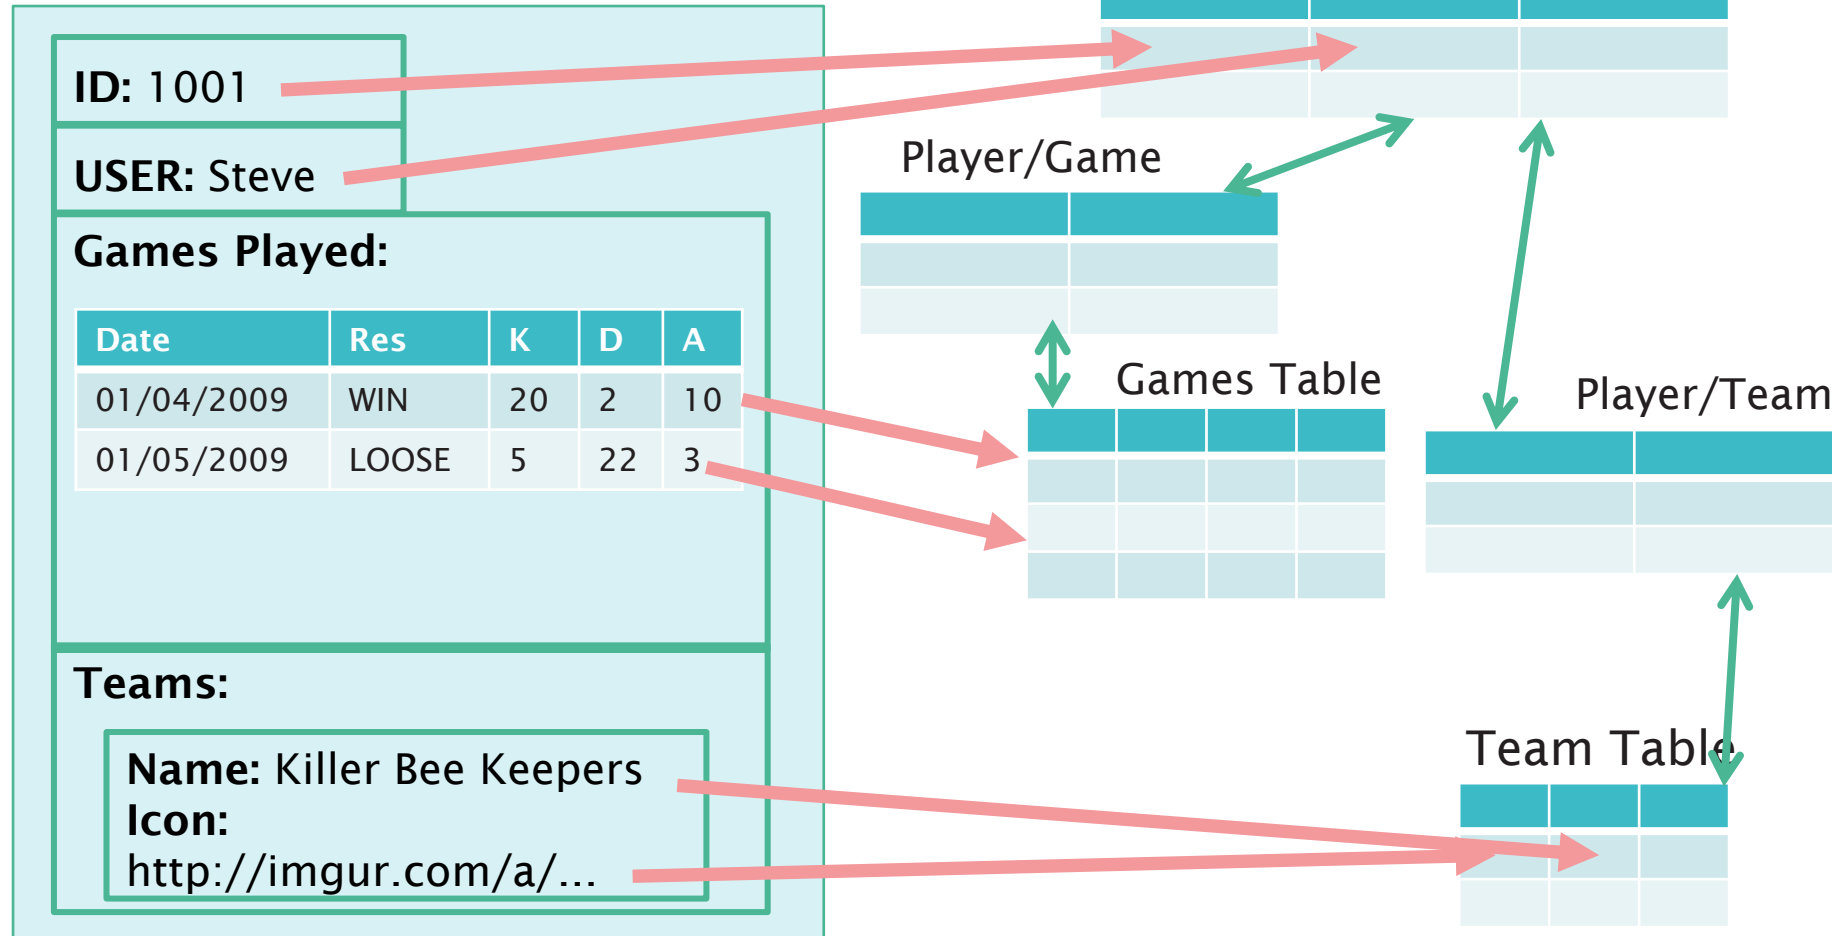 ID: 1001
USER: Steve
Games Played:
Date Res K D A
01/04/2009 WIN 20 2 10
01/05/2009 LOOSE 5 22 3
Teams:
Name: Killer Bee Keepers
Icon:
http://imgur.com/a/...
Player/Game
Games Table
Player/Team
Team Table